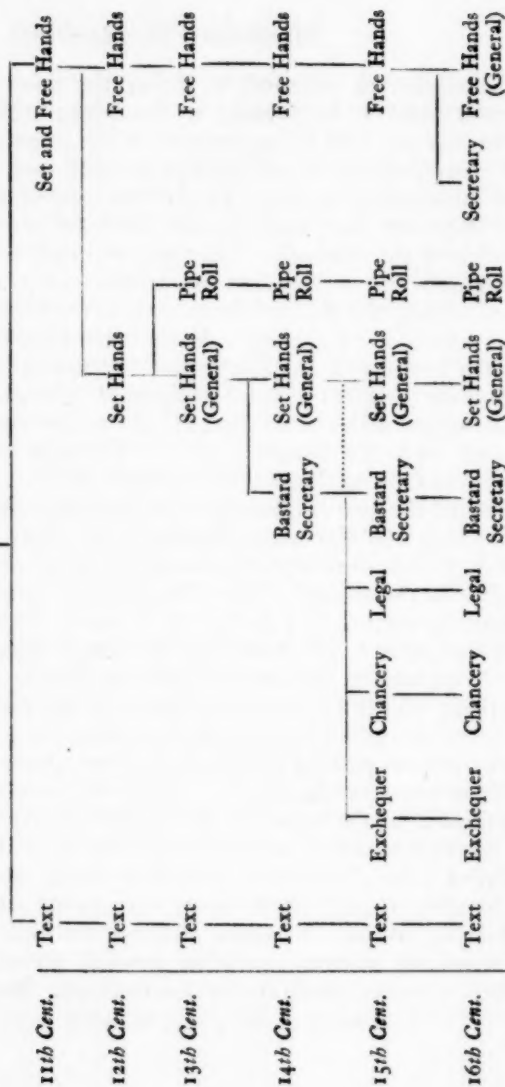 11th Cent. Text Set and Free Hands
12th Cent. Text Set Hands Free Hands
13th Cent. Text Set Hands Pipe Free Hands
(General) Roll
14th Cent. Text Bastard Set Hands Pipe Free Hands
Secretary (General) Roll
15th Cent. Text Exchequer Chancery Legal Bastard Set Hands Pipe Free Hands
Secretary (General) Roll
16th Cent. Text Exchequer Chancery Legal Bastard Set Hands Pipe Secretary Free Hands
Secretary (General) Roll (General)